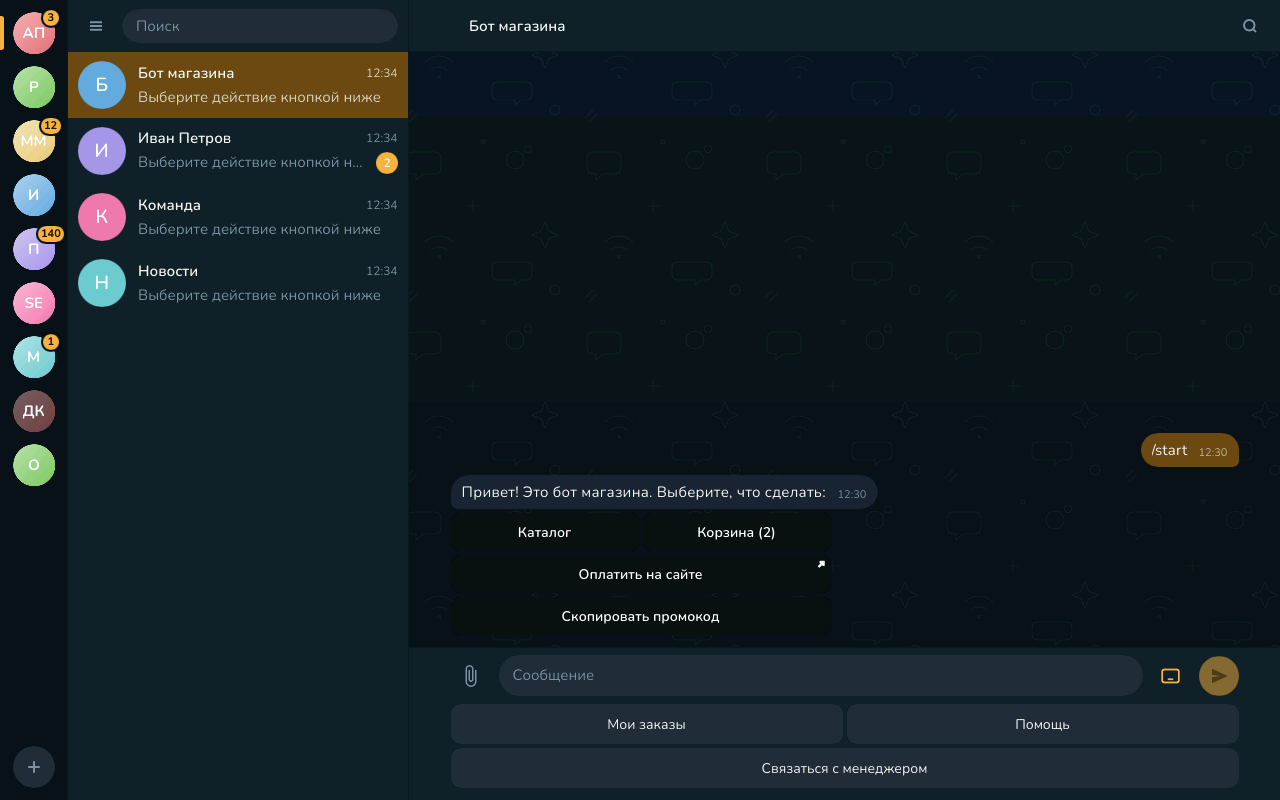 АП
3
Р
ММ
12
И
П
140
SE
М
1
ДК
О
Поиск
Б
Бот магазина
12:34
Выберите действие кнопкой ниже
И
Иван Петров
12:34
Выберите действие кнопкой н...
2
К
Команда
12:34
Выберите действие кнопкой ниже
Н
Новости
12:34
Выберите действие кнопкой ниже
Бот магазина
/start 12:30
Привет! Это бот магазина. Выберите, что сделать: 12:30
Каталог
Корзина (2)
Оплатить на сайте
Скопировать промокод
Сообщение
Мои заказы
Помощь
Связаться с менеджером